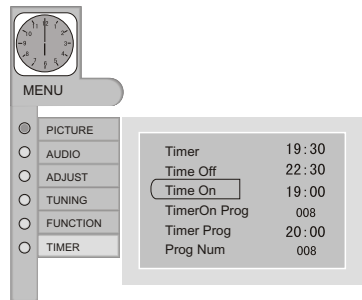 MENU
PICTURE
AUDIO
ADJUST
TUNING
FUNCTION
TIMER
Timer 19:30
Time Off 22:30
Time On 19:00
TimerOn Prog 008
Timer Prog 20:00
Prog Num 008